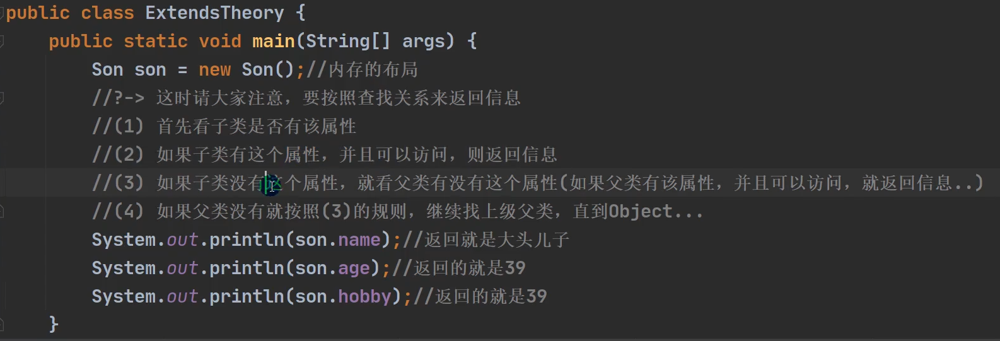 public class ExtendsTheory {
public static void main(String[] args) {
Son son = new Son();//内存的布局
//?-> 这时请大家注意，要按照查找关系来返回信息
//(1) 首先看子类是否有该属性
//(2) 如果子类有这个属性，并且可以访问，则返回信息
//(3) 如果子类没有这个属性，就看父类有没有这个属性(如果父类有该属性，并且可以访问，就返回信息..)
//(4) 如果父类没有就按照(3)的规则，继续找上级父类，直到Object...
System.out.println(son.name);//返回就是大头儿子
System.out.println(son.age);//返回的就是39
System.out.println(son.hobby);//返回的就是39
}